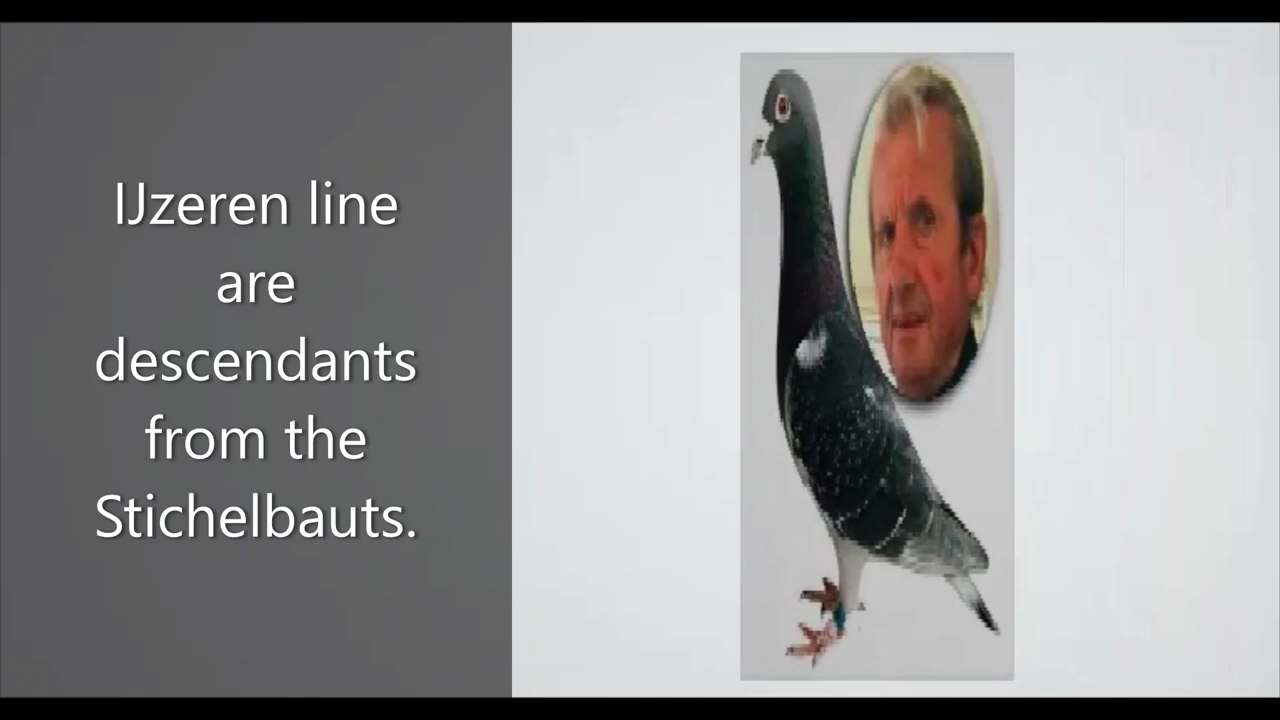 IJzeren line
are
descendants
from the
Stichelbauts.